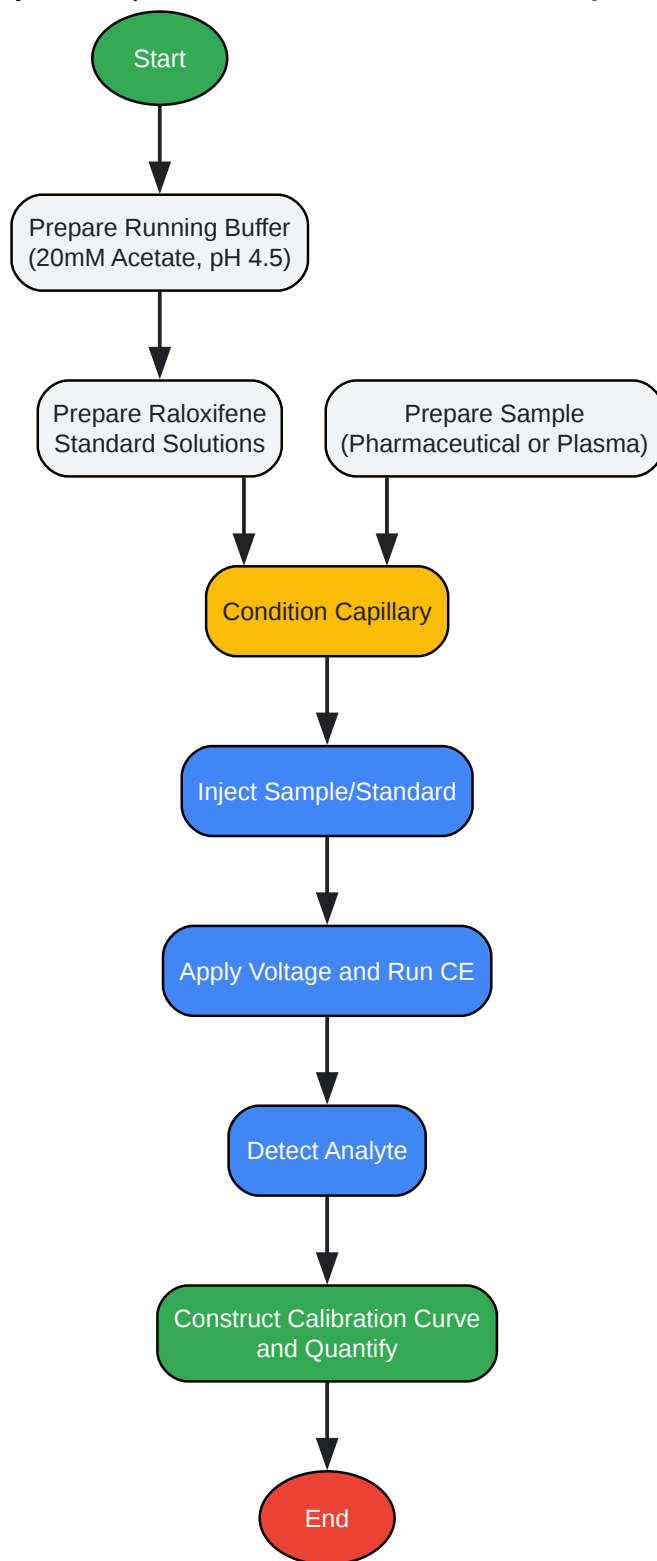 Start
Prepare Running Buffer
(20mM Acetate, pH 4.5)
Prepare Raloxifene
Standard Solutions
Prepare Sample
(Pharmaceutical or Plasma)
Condition Capillary
Inject Sample/Standard
Apply Voltage and Run CE
Detect Analyte
Construct Calibration Curve
and Quantify
End